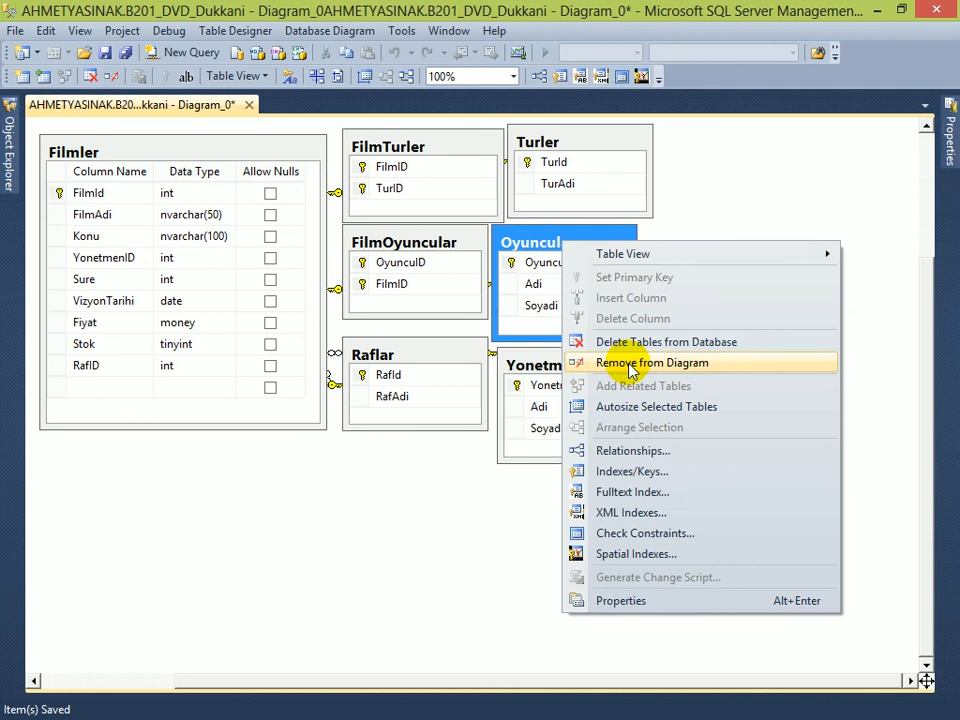 AHMETYASINAK.B201_DVD_Dukkani - Diagram_0AHMETYASINAK.B201_DVD_Dukkani - Diagram_0* - Microsoft SQL Server Managemen...
File Edit View Project Debug Table Designer Database Diagram Tools Window Help
New Query
Table View 100%
AHMETYASINAK.B20...kkani - Diagram_0*
Object Explorer
Properties
Filmler
Column Name Data Type Allow Nulls
FilmId int
FilmAdi nvarchar(50)
Konu nvarchar(100)
YonetmenID int
Sure int
VizyonTarihi date
Fiyat money
Stok tinyint
RafID int
FilmTurler
FilmID
TurID
Turler
TurId
TurAdi
FilmOyuncular
OyuncuID
FilmID
Oyuncul
Oyuncu
Adi
Soyadi
Raflar
RafId
RafAdi
Yonetm
Yonetr
Adi
Soyad
Table View
Set Primary Key
Insert Column
Delete Column
Delete Tables from Database
Remove from Diagram
Add Related Tables
Autosize Selected Tables
Arrange Selection
Relationships...
Indexes/Keys...
Fulltext Index...
XML Indexes...
Check Constraints...
Spatial Indexes...
Generate Change Script...
Properties Alt+Enter
Item(s) Saved